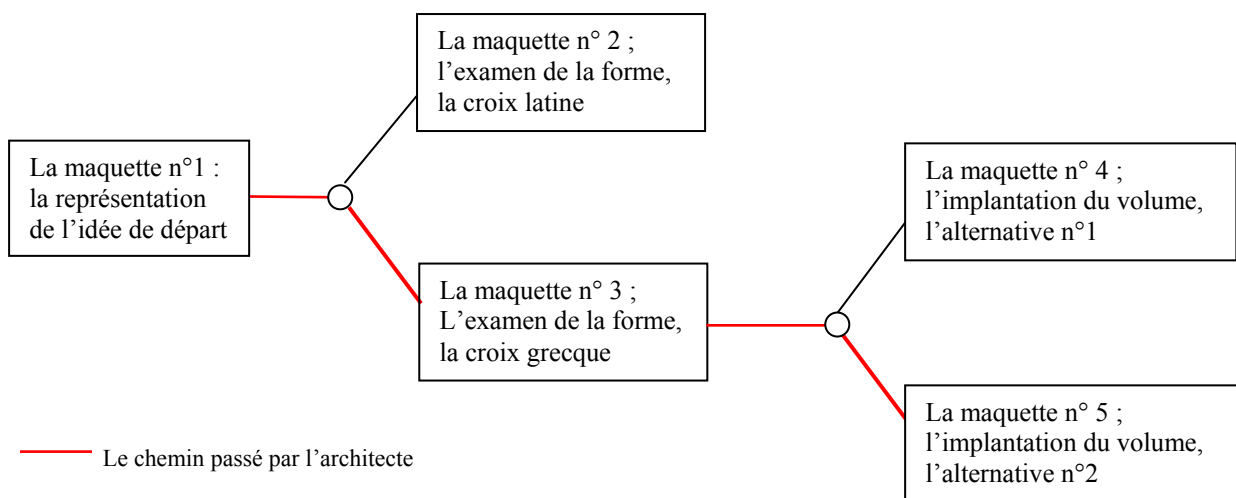 La maquette n°1 :
la représentation
de l’idée de départ
La maquette n° 2 ;
l’examen de la forme,
la croix latine
La maquette n° 3 ;
L’examen de la forme,
la croix grecque
La maquette n° 4 ;
l’implantation du volume,
l’alternative n°1
La maquette n° 5 ;
l’implantation du volume,
l’alternative n°2
Le chemin passé par l’architecte